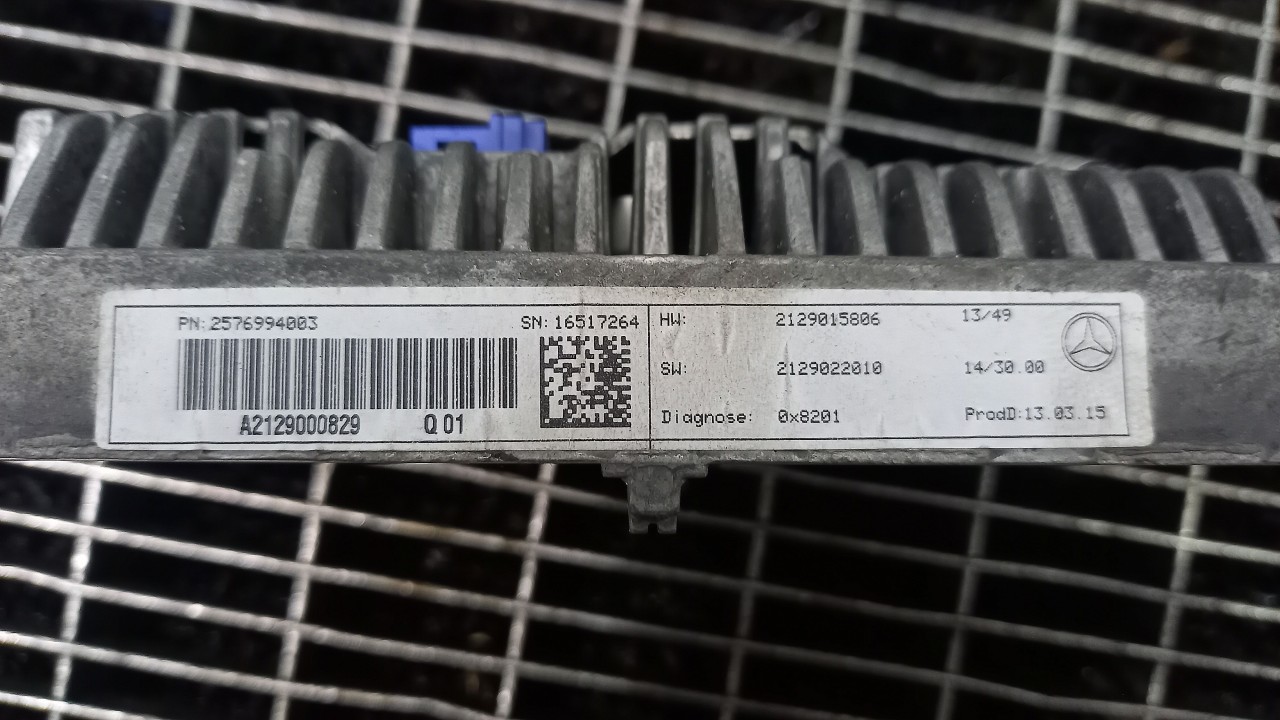 PN:2576994003 SN:16517264
A2129000829 Q 01
HW: 2129015806 13/49
SW: 2129022010 14/30.00
Diagnose: 0x8201 ProdD:13.03.15